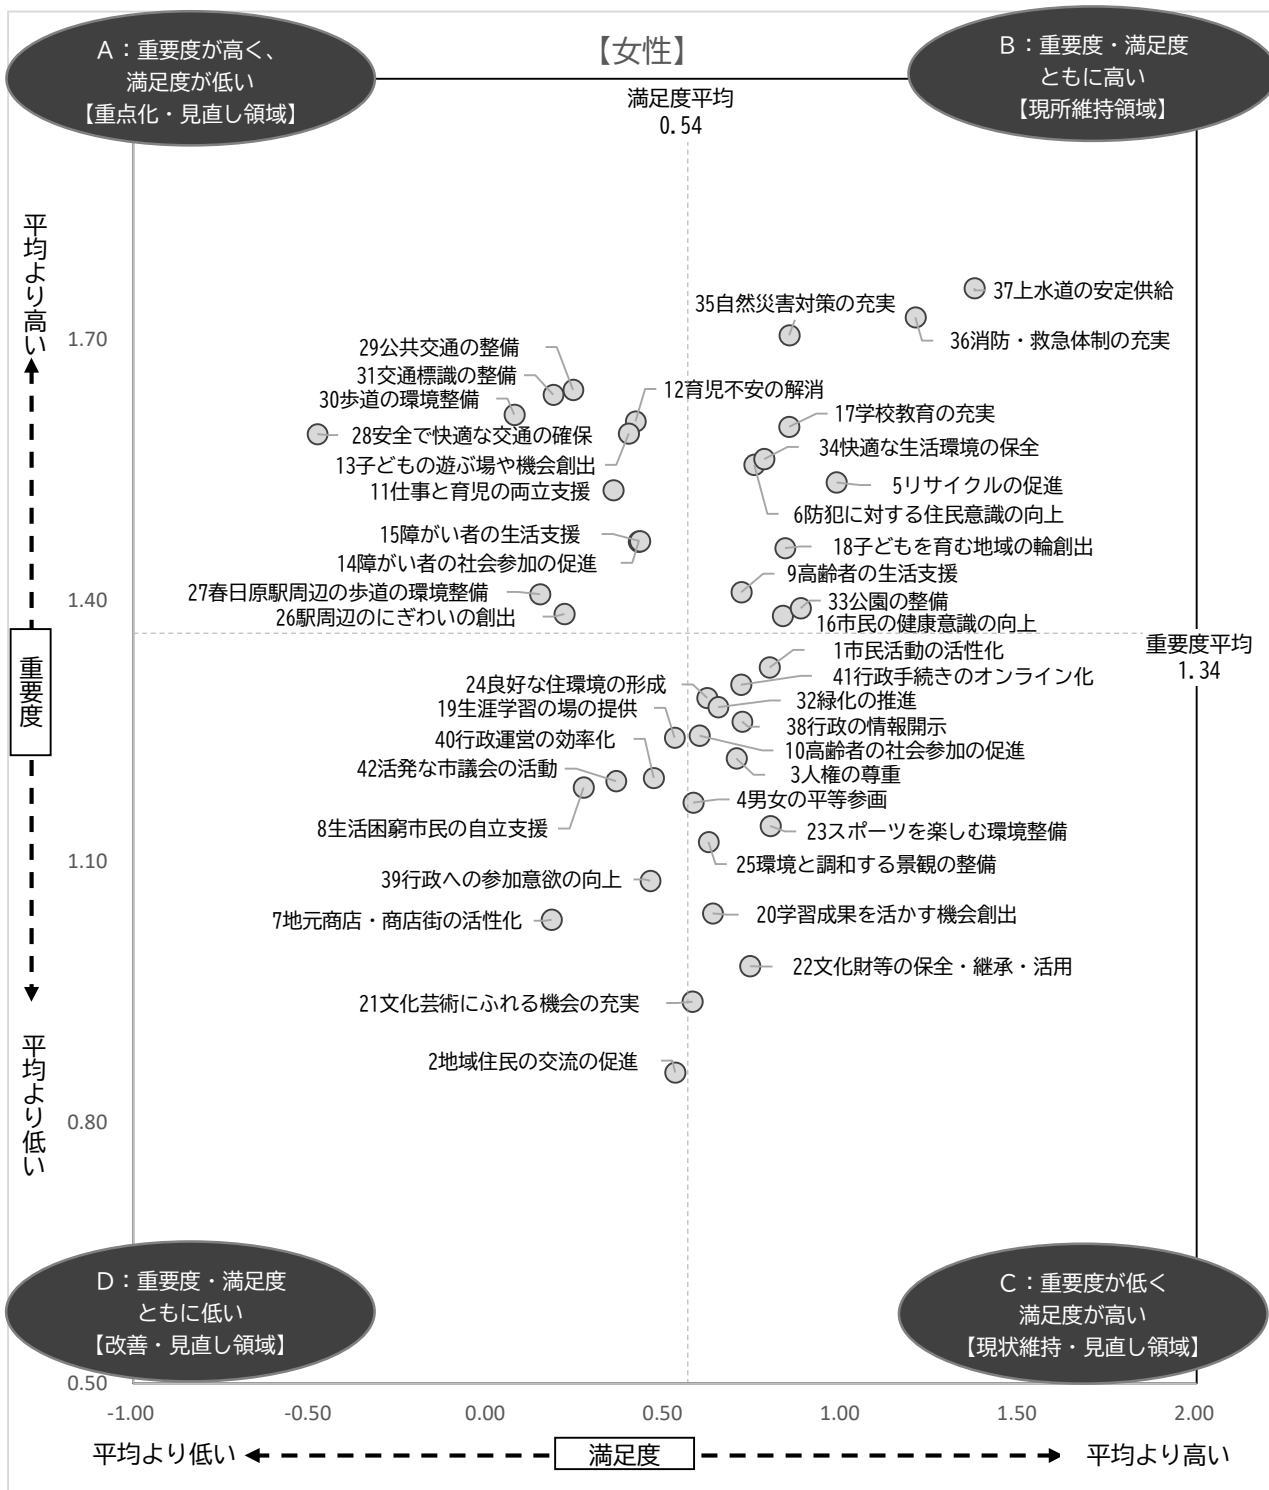 【女性】
A：重要度が高く、
満足度が低い
【重点化・見直し領域】
B：重要度・満足度
ともに高い
【現所維持領域】
満足度平均
0.54
平均より高い
1.70
37上水道の安定供給
35自然災害対策の充実
36消防・救急体制の充実
29公共交通の整備
31交通標識の整備
30歩道の環境整備
12育児不安の解消
17学校教育の充実
28安全で快適な交通の確保
34快適な生活環境の保全
13子どもの遊ぶ場や機会創出
11仕事と育児の両立支援
5リサイクルの促進
6防犯に対する住民意識の向上
15障がい者の生活支援
18子どもを育む地域の輪創出
14障がい者の社会参加の促進
9高齢者の生活支援
27春日原駅周辺の歩道の環境整備
1.40
33公園の整備
26駅周辺のにぎわいの創出
16市民の健康意識の向上
重要度平均
1.34
重要度
1市民活動の活性化
41行政手続きのオンライン化
24良好な住環境の形成
32緑化の推進
19生涯学習の場の提供
38行政の情報開示
40行政運営の効率化
10高齢者の社会参加の促進
42活発な市議会の活動
3人権の尊重
4男女の平等参画
8生活困窮市民の自立支援
23スポーツを楽しむ環境整備
1.10
25環境と調和する景観の整備
39行政への参加意欲の向上
20学習成果を活かす機会創出
7地元商店・商店街の活性化
22文化財等の保全・継承・活用
21文化芸術にふれる機会の充実
2地域住民の交流の促進
平均より低い
0.80
D：重要度・満足度
ともに低い
【改善・見直し領域】
C：重要度が低く
満足度が高い
【現状維持・見直し領域】
0.50
-1.00
-0.50
0.00
0.50
1.00
1.50
2.00
平均より低い
満足度
平均より高い